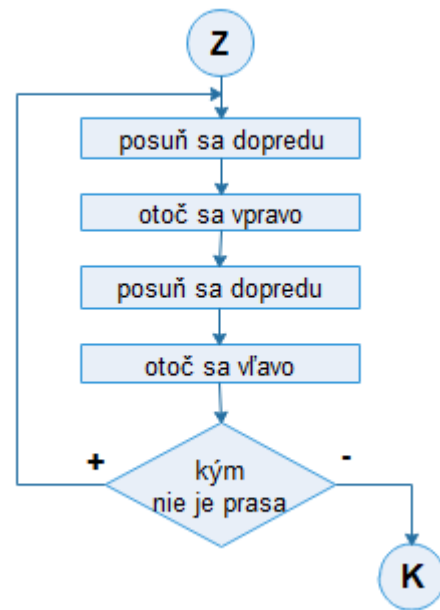 Z
posuň sa dopredu
otoč sa vpravo
posuň sa dopredu
otoč sa vľavo
+
kým
-
nie je prasa
K